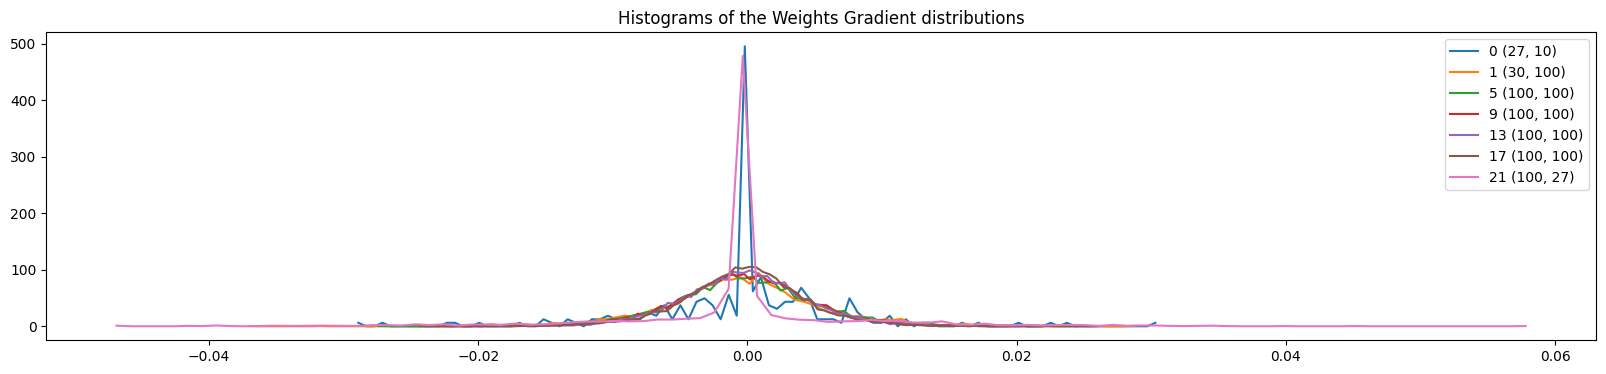 Histograms of the Weights Gradient distributions
500
400
300
200
100
0
−0.04
−0.02
0.00
0.02
0.04
0.06
0 (27, 10)
1 (30, 100)
5 (100, 100)
9 (100, 100)
13 (100, 100)
17 (100, 100)
21 (100, 27)